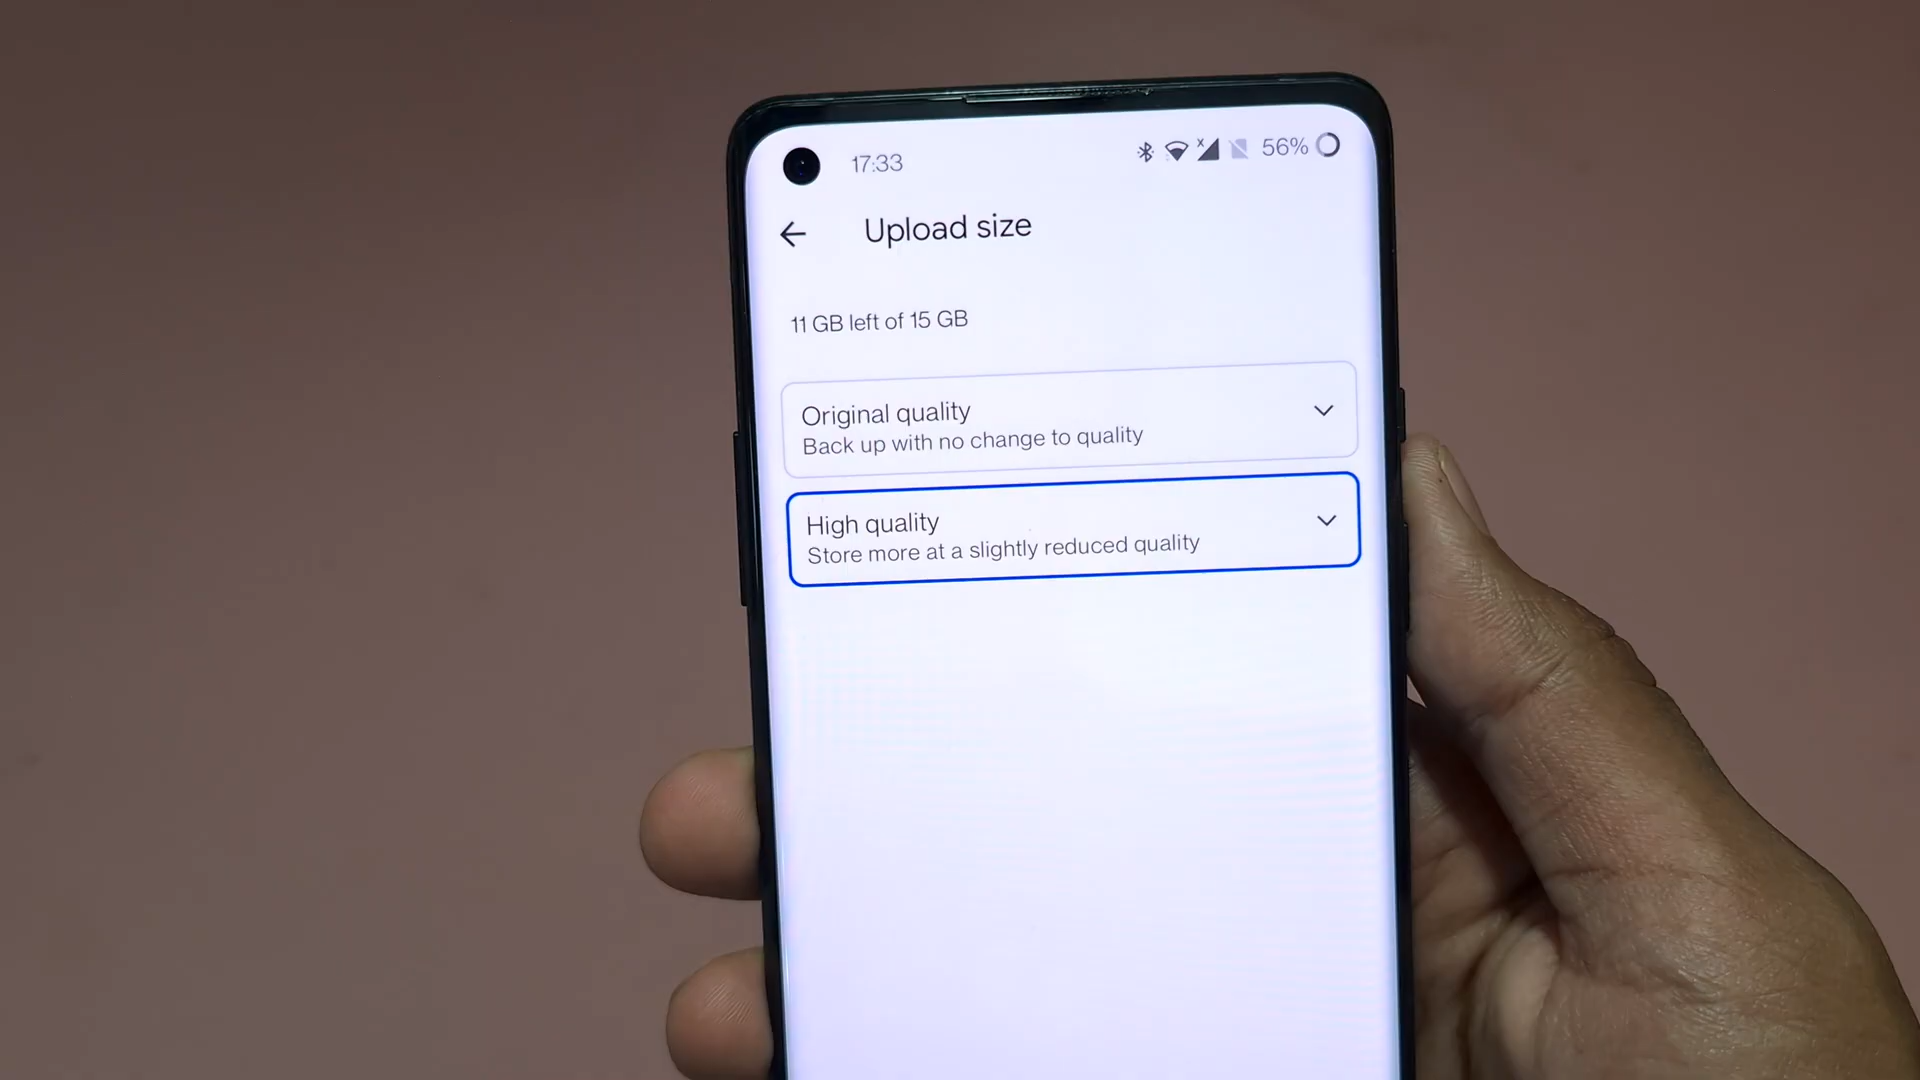 17:33
56%
Upload size
11 GB left of 15 GB
Original quality
Back up with no change to quality
High quality
Store more at a slightly reduced quality